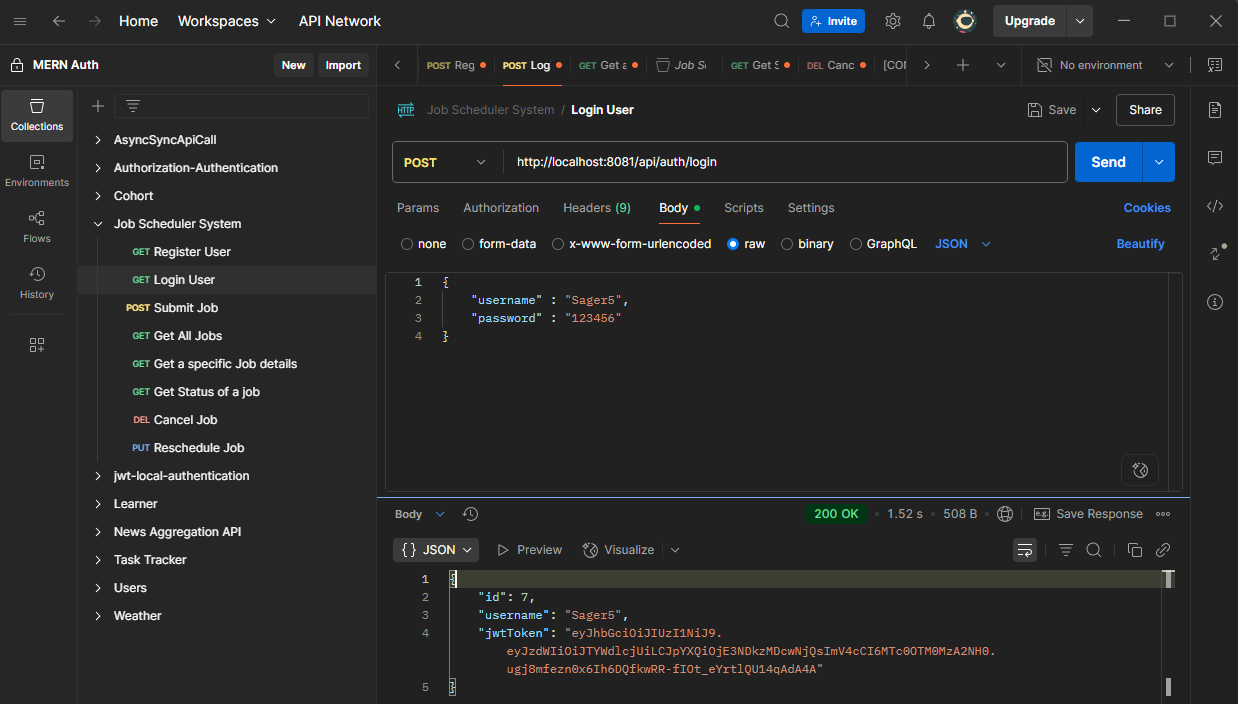 Home Workspaces API Network Invite Upgrade
MERN Auth New Import POST Reg POST Log GET Get a Job Sc GET Get S DEL Canc [CON No environment
Collections
Environments
Flows
History
AsyncSyncApiCall
Authorization-Authentication
Cohort
Job Scheduler System
GET Register User
GET Login User
POST Submit Job
GET Get All Jobs
GET Get a specific Job details
GET Get Status of a job
DEL Cancel Job
PUT Reschedule Job
jwt-local-authentication
Learner
News Aggregation API
Task Tracker
Users
Weather
HTTP Job Scheduler System / Login User Save Share
POST http://localhost:8081/api/auth/login Send
Params Authorization Headers (9) Body Scripts Settings Cookies
none form-data x-www-form-urlencoded raw binary GraphQL JSON Beautify
1 {
2 "username" : "Sager5",
3 "password" : "123456"
4 }
Body 200 OK • 1.52 s • 508 B • e.g. Save Response
{} JSON Preview Visualize
1 {
2 "id": 7,
3 "username": "Sager5",
4 "jwtToken": "eyJhbGciOiJIUzI1NiJ9.
eyJzdWIiOiJTYWdlcjUiLCJpYXQiOjE3NDkzMDcwNjQsImV4cCI6MTc0OTM0MzA2NH0.
ugj8mfezn0x6Ih6DQfkwRR-fIOt_eYrtlQU14qAdA4A"
5 }